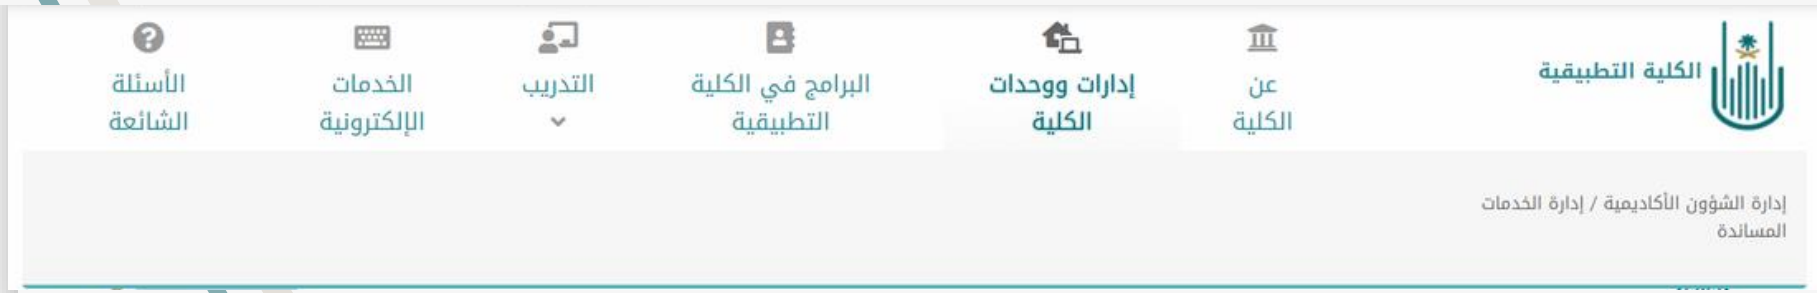 الكلية التطبيقية
عن
الكلية
إدارات ووحدات
الكلية
البرامج في الكلية
التطبيقية
التدريب
الخدمات
الإلكترونية
الأسئلة
الشائعة
إدارة الشؤون الأكاديمية / إدارة الخدمات
المساندة